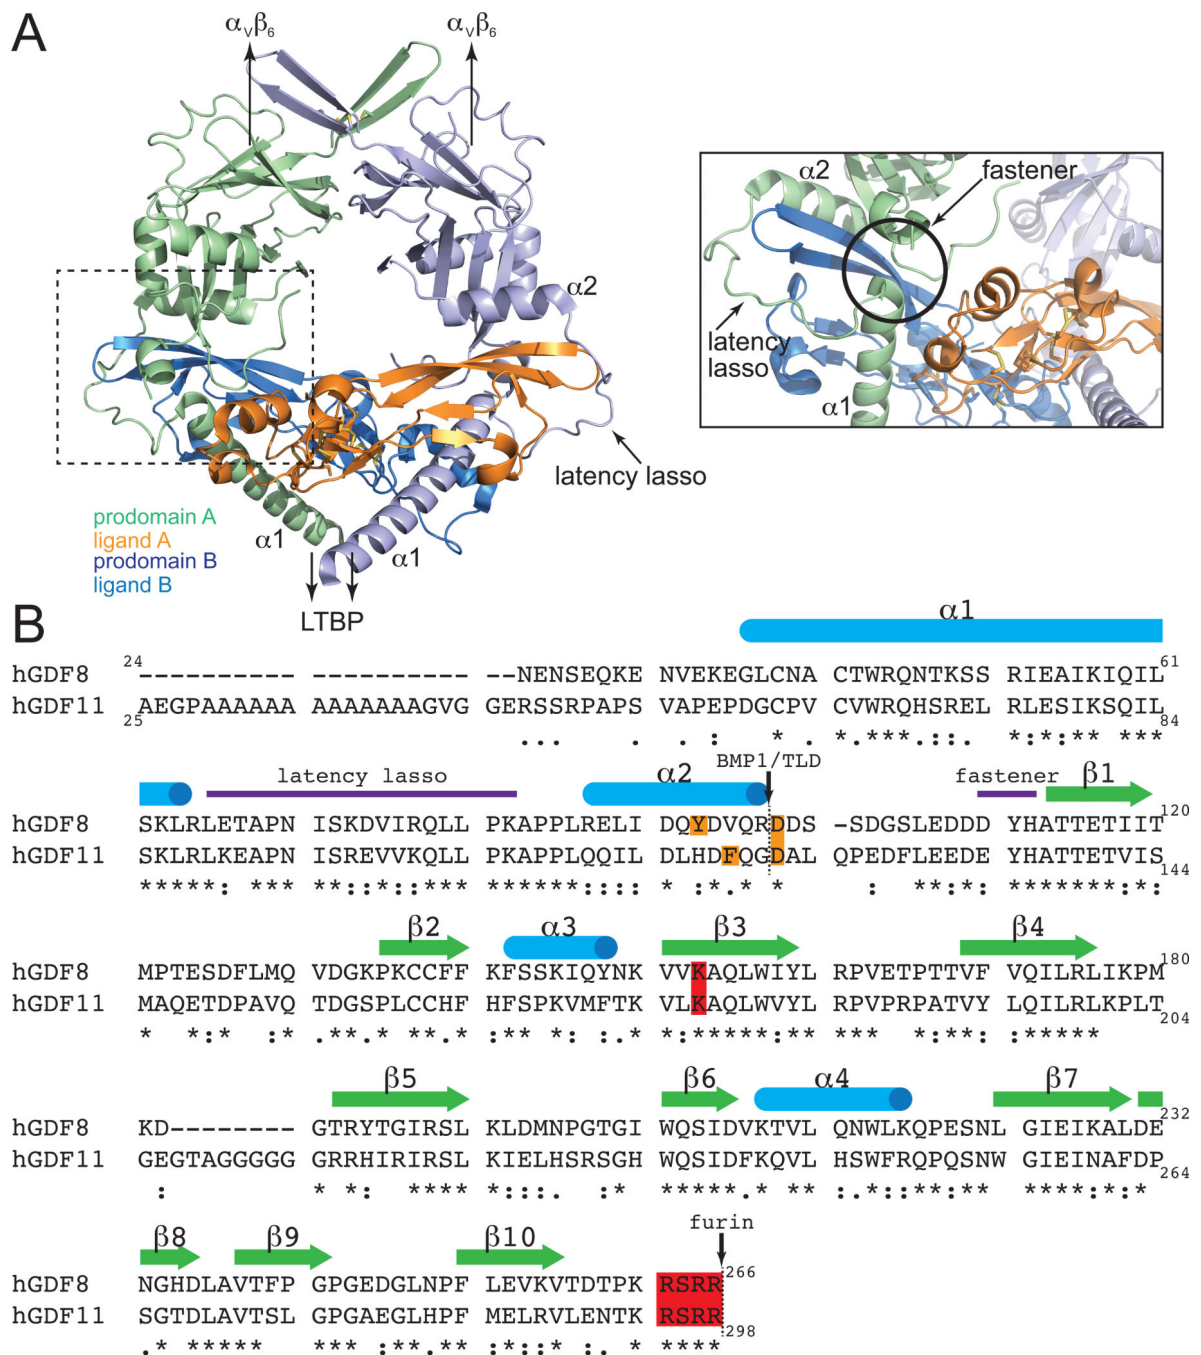 A
αvβ6 αvβ6
α2
fastener
α2
latency lasso
α1
latency lasso
α1 α1
prodomain A
ligand A
prodomain B
ligand B
LTBP
B
α1
24 61
hGDF8 ---------- ---------- --NENSEQKE NVEKEGLCNA CTWRQNTKSS RIEAIKIQIL
hGDF11 AEGPAAAAAA AAAAAAAGVG GERSSRPAPS VAPEPDGCPV CVWRQHSREL RLESIKSQIL
25 84
... . . : * . *.***.::. *:*:** ***
latency lasso α2 BMP1/TLD fastener β1
hGDF8 SKLRLETAPN ISKDVIRQLL PKAPPLRELI DQYDVQRDDS -SDGSLEDDD YHATTETIIT 120
hGDF11 SKLRLKEAPN ISREVVKQLL PKAPPLQQIL DLHDFQGDAL QPEDFLEEDE YHATTETVIS 144
*****: *** **::*::*** ******:::: * :*.* * : **:*: *******:*:
β2 α3 β3 β4
hGDF8 MPTESDFLMQ VDGKPKCCFF KFSSKIQYNK VVKAQLWIYL RPVETPTTVF VQILRLIKPM 180
hGDF11 MAQETDPAVQ TDGSPLCCHF HFSPKVMFTK VLKAQLWVYL RPVPRPATVY LQILRLKPLT 204
* *:* :* .**.* **.* :**.*: :.* *:*****:** *** *:**: :*****
β5 β6 α4 β7
hGDF8 KD-------- GTRYTGIRSL KLDMNPGTGI WQSIDVKTVL QNWLKQPESN LGIEIKALDE 232
hGDF11 GEGTAGGGGG GRRHIRIRSL KIELHSRSGH WQSIDFKQVL HSWFRQPQSN WGIEINAFDP 264
: * *: **** *:::. :* *****.* ** :.*::**:** ****:*:*
β8 β9 β10 furin
hGDF8 NGHDLAVTFP GPGEDGLNPF LEVKVTDTPK RSRR 266
hGDF11 SGTDLAVTSL GPGAEGLHPF MELRVLENTK RSRR 298
.* ***** *** :**:** :*::* :. * ****